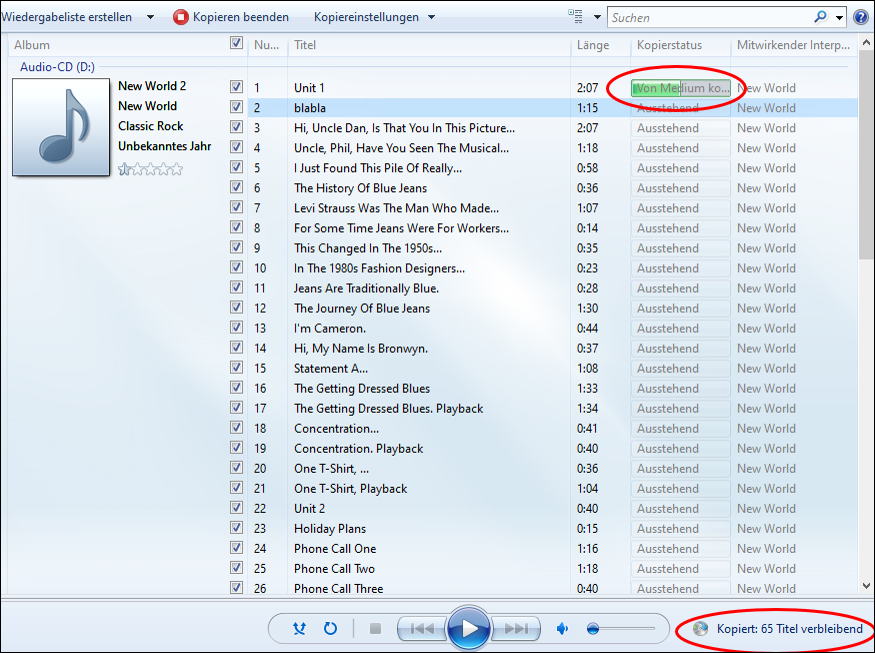 Wiedergabeliste erstellen Kopieren beenden Kopiereinstellungen Suchen
Album Nu... Titel Länge Kopierstatus Mitwirkender Interp...
Audio-CD (D:)
New World 2
New World
Classic Rock
Unbekanntes Jahr
1 Unit 1 2:07 Von Medium ko... New World
2 blabla 1:15 Ausstehend New World
3 Hi, Uncle Dan, Is That You In This Picture... 2:07 Ausstehend New World
4 Uncle, Phil, Have You Seen The Musical... 1:18 Ausstehend New World
5 I Just Found This Pile Of Really... 0:58 Ausstehend New World
6 The History Of Blue Jeans 0:36 Ausstehend New World
7 Levi Strauss Was The Man Who Made... 1:07 Ausstehend New World
8 For Some Time Jeans Were For Workers... 0:14 Ausstehend New World
9 This Changed In The 1950s... 0:35 Ausstehend New World
10 In The 1980s Fashion Designers... 0:23 Ausstehend New World
11 Jeans Are Traditionally Blue. 0:28 Ausstehend New World
12 The Journey Of Blue Jeans 1:30 Ausstehend New World
13 I'm Cameron. 0:44 Ausstehend New World
14 Hi, My Name Is Bronwyn. 0:37 Ausstehend New World
15 Statement A... 1:08 Ausstehend New World
16 The Getting Dressed Blues 1:33 Ausstehend New World
17 The Getting Dressed Blues. Playback 1:34 Ausstehend New World
18 Concentration... 0:41 Ausstehend New World
19 Concentration. Playback 0:40 Ausstehend New World
20 One T-Shirt, ... 0:36 Ausstehend New World
21 One T-Shirt, Playback 1:04 Ausstehend New World
22 Unit 2 0:40 Ausstehend New World
23 Holiday Plans 0:15 Ausstehend New World
24 Phone Call One 1:16 Ausstehend New World
25 Phone Call Two 1:18 Ausstehend New World
26 Phone Call Three 0:40 Ausstehend New World
Kopiert: 65 Titel verbleibend